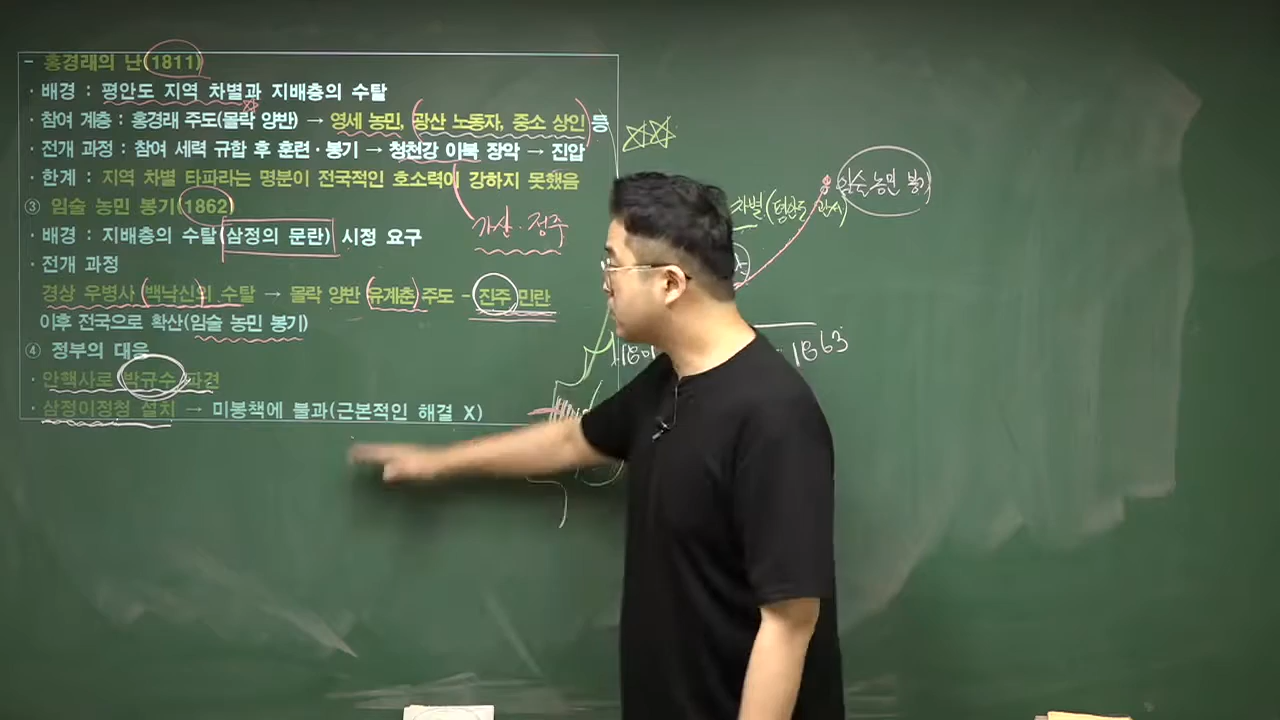 - 홍경래의 난(1811)
· 배경 : 평안도 지역 차별과 지배층의 수탈
· 참여 계층 : 홍경래 주도(몰락 양반) → 영세 농민, 광산 노동자, 중소 상인 등
· 전개 과정 : 참여 세력 규합 후 훈련·봉기 → 청천강 이북 장악 → 진압
· 한계 : 지역 차별 타파라는 명분이 전국적인 호소력이 강하지 못했음
③ 임술 농민 봉기(1862)
· 배경 : 지배층의 수탈(삼정의 문란) 시정 요구
· 전개 과정
경상 우병사 백낙신의 수탈 → 몰락 양반 유계춘 주도 - 진주 민란
이후 전국으로 확산(임술 농민 봉기)
④ 정부의 대응
· 안핵사로 박규수 파견
· 삼정이정청 설치 → 미봉책에 불과(근본적인 해결 X)
가산·정주
차별(평안도
임술 농민 봉기
1801
1863